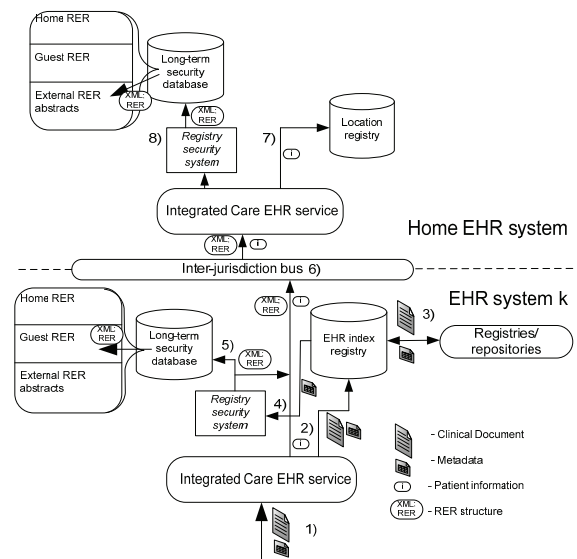 Home RER
Guest RER
External RER
abstracts
XML:
RER
Long-term
security
database
XML:
RER
8)
Registry
security
system
7)
i
Location
registry
Integrated Care EHR service
XML:
RER
i
Home EHR system
Inter-jurisdiction bus 6)
EHR system k
Home RER
Guest RER
XML:
RER
External RER
abstracts
Long-term
security
database
5)
XML:
RER
XML:
RER
i
EHR index
registry
3)
Registries/
repositories
Registry
security
system
4)
2)
i
Integrated Care EHR service
1)
- Clinical Document
- Metadata
i
- Patient information
XML:
RER
- RER structure